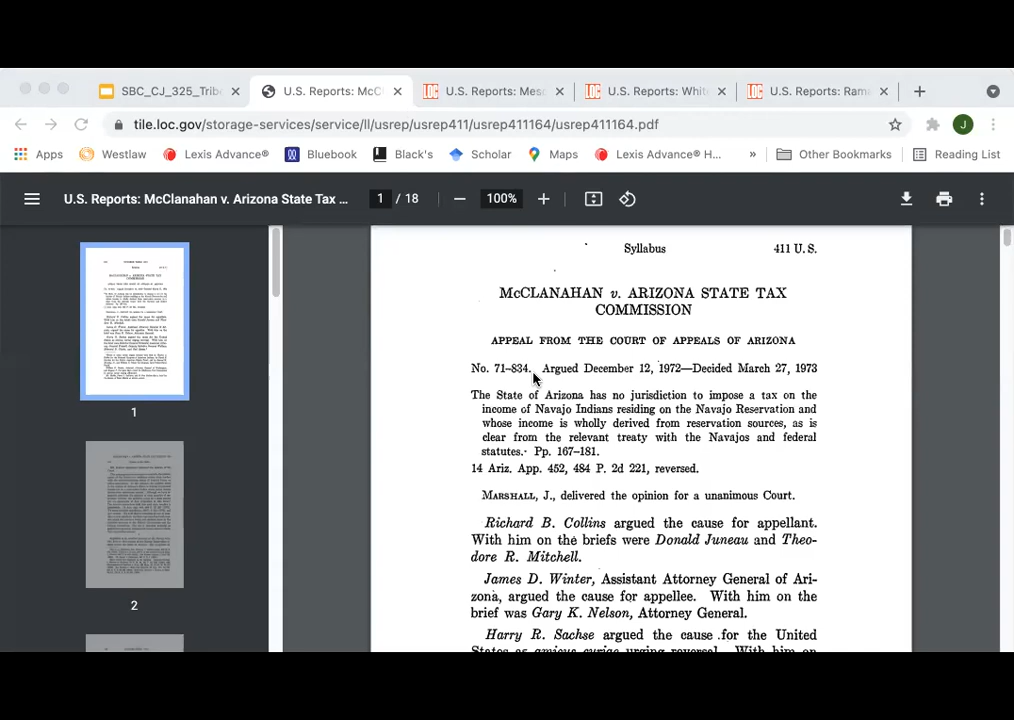 SBC_CJ_325_Trib
U.S. Reports: McC
U.S. Reports: Mes
U.S. Reports: Whit
U.S. Reports: Ram
tile.loc.gov/storage-services/service/ll/usrep/usrep411/usrep411164/usrep411164.pdf
J
Apps
Westlaw
Lexis Advance®
Bluebook
Black's
Scholar
Maps
Lexis Advance® H...
»
Other Bookmarks
Reading List
U.S. Reports: McClanahan v. Arizona State Tax ...
1 / 18
100%
1
2
Syllabus 411 U. S.
McCLANAHAN v. ARIZONA STATE TAX
COMMISSION
APPEAL FROM THE COURT OF APPEALS OF ARIZONA
No. 71–834. Argued December 12, 1972—Decided March 27, 1973
The State of Arizona has no jurisdiction to impose a tax on the
income of Navajo Indians residing on the Navajo Reservation and
whose income is wholly derived from reservation sources, as is
clear from the relevant treaty with the Navajos and federal
statutes. Pp. 167–181.
14 Ariz. App. 452, 484 P. 2d 221, reversed.
MARSHALL, J., delivered the opinion for a unanimous Court.
Richard B. Collins argued the cause for appellant.
With him on the briefs were Donald Juneau and Theo-
dore R. Mitchell.
James D. Winter, Assistant Attorney General of Ari-
zona, argued the cause for appellee. With him on the
brief was Gary K. Nelson, Attorney General.
Harry R. Sachse argued the cause for the United
States as amicus curiae urging reversal. With him on